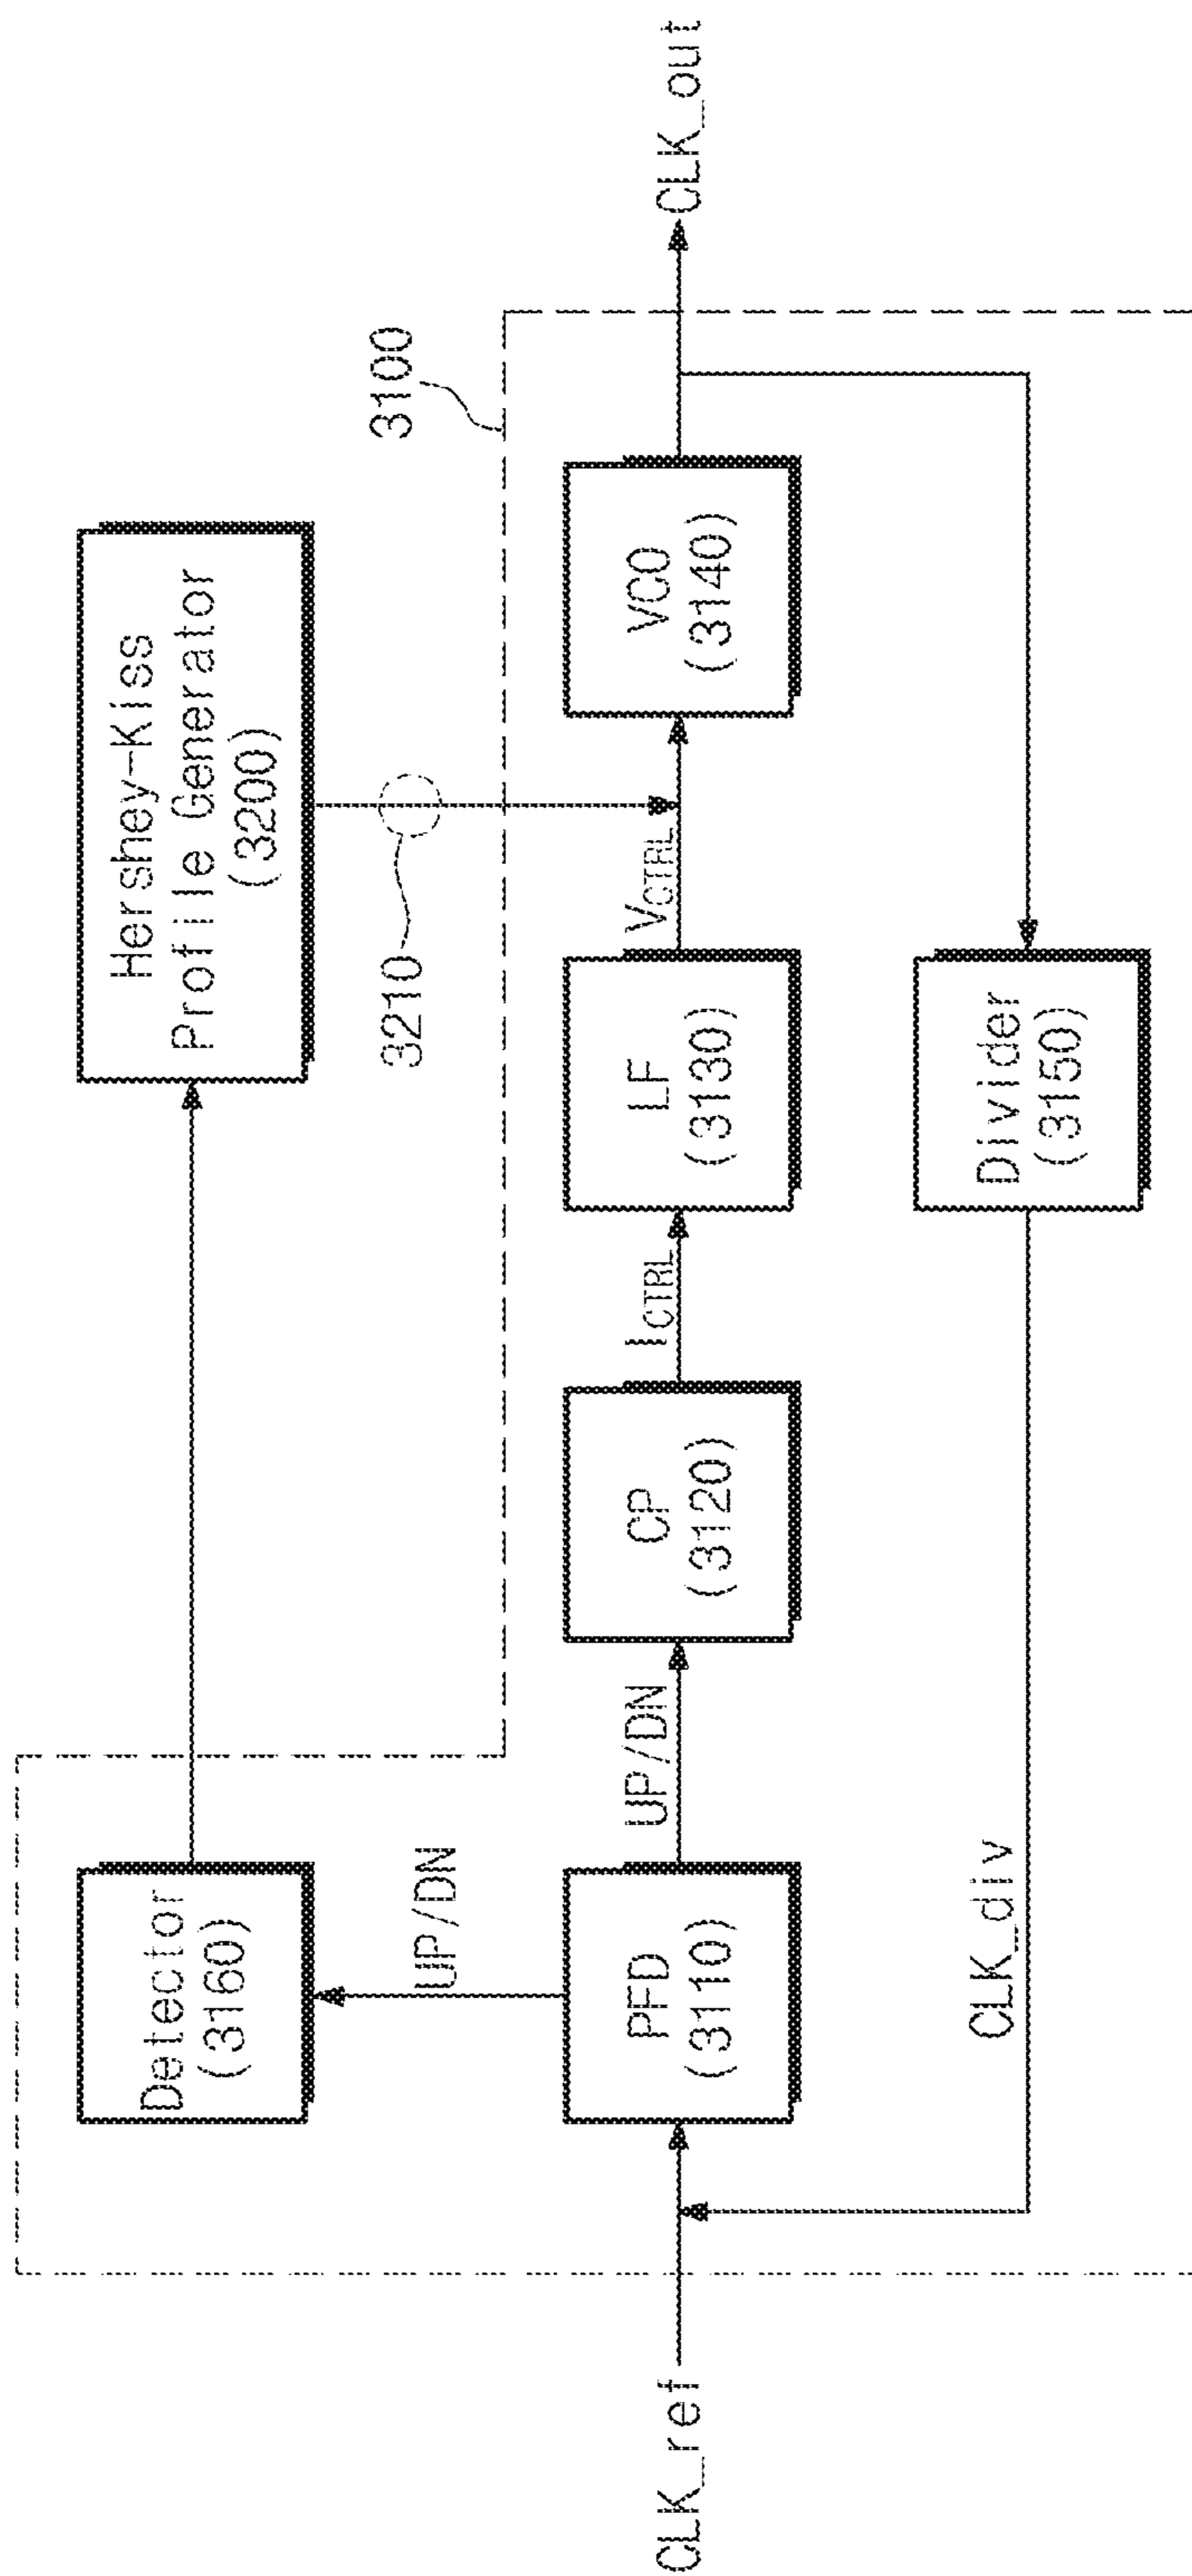 Detector
(3160)
Hershey-Kiss
Profile Generator
(3200)
UP/DN
3210
3100
CLK_ref
PFD
(3110)
UP/DN
CP
(3120)
ICTRL
LF
(3130)
VCTRL
VCO
(3140)
CLK_out
CLK_div
Divider
(3150)